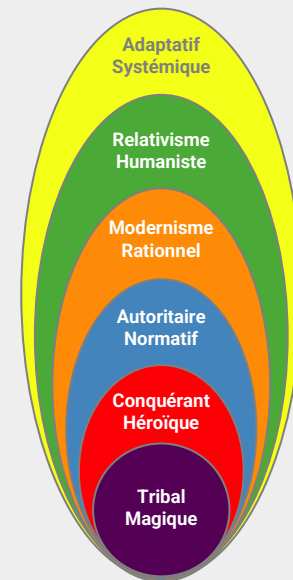 Adaptatif
Systémique
Relativisme
Humaniste
Modernisme
Rationnel
Autoritaire
Normatif
Conquérant
Héroïque
Tribal
Magique